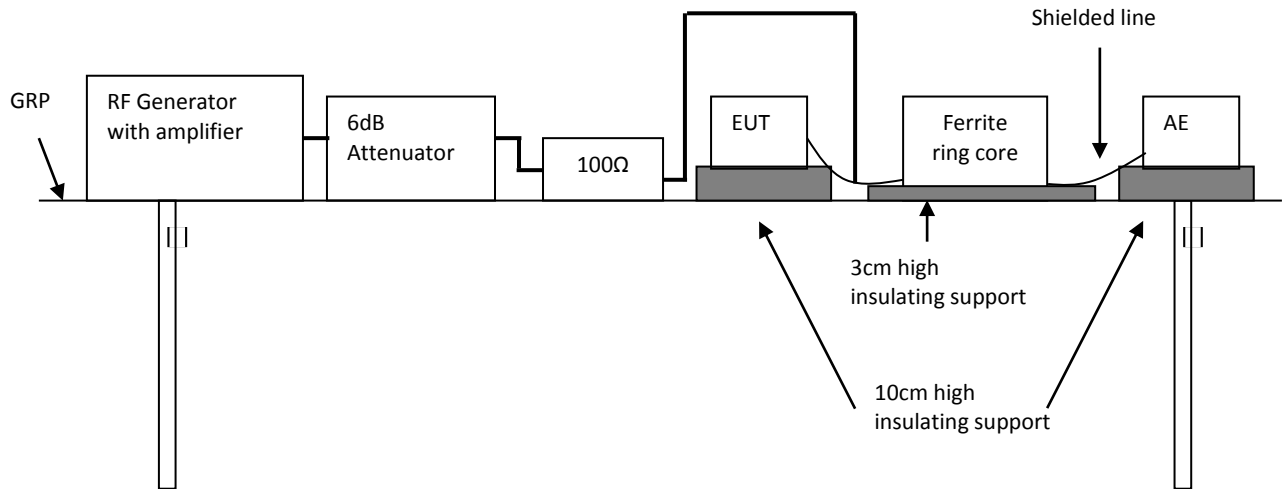 Shielded line
GRP
RF Generator
with amplifier
6dB
Attenuator
100Ω
EUT
Ferrite
ring core
AE
3cm high
insulating support
10cm high
insulating support